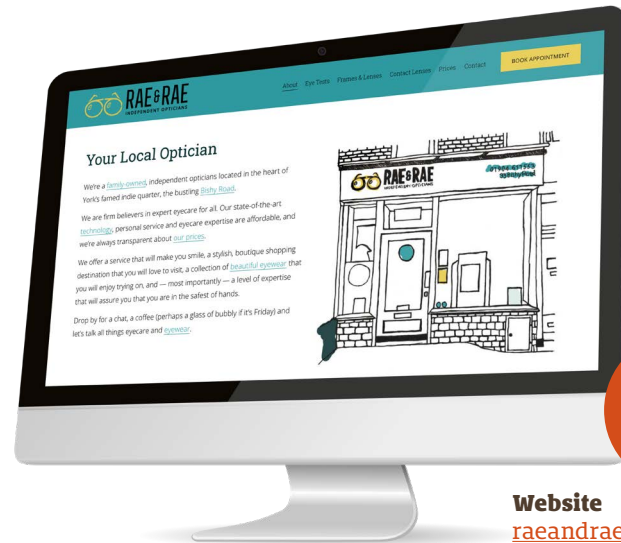 RAE & RAE
INDEPENDENT OPTICIANS
About Eye Tests Frames & Lenses Contact Lenses Prices Contact
BOOK APPOINTMENT
Your Local Optician
We're a family-owned, independent opticians located in the heart of
York's famed indie quarter, the bustling Bishy Road.
We are firm believers in expert eyecare for all. Our state-of-the-art
technology, personal service and eyecare expertise are affordable, and
we're always transparent about our prices.
We offer a service that will make you smile, a stylish, boutique shopping
destination that you will love to visit, a collection of beautiful eyewear that
you will enjoy trying on, and — most importantly — a level of expertise
that will assure you that you are in the safest of hands.
Drop by for a chat, a coffee (perhaps a glass of bubbly if it's Friday) and
let's talk all things eyecare and eyewear.
RAE & RAE
INDEPENDENT OPTICIANS
Website
raeandrae